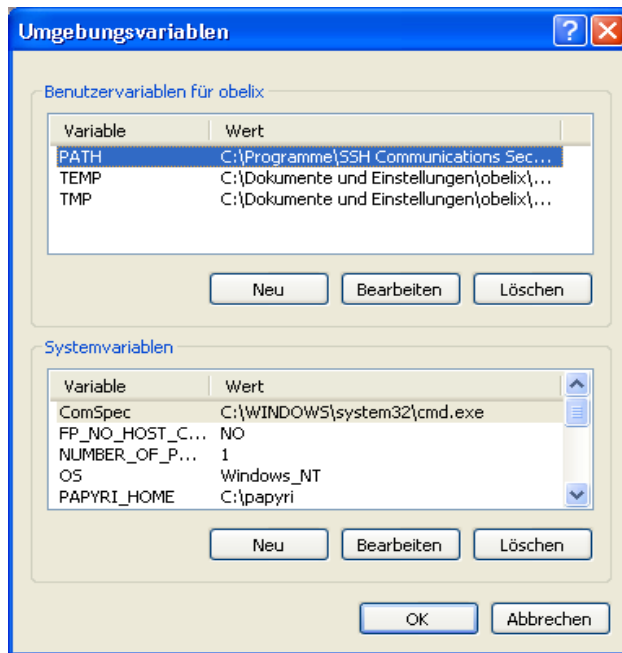 Umgebungsvariablen
Benutzervariablen für obelix
Variable Wert
PATH C:\Programme\SSH Communications Sec...
TEMP C:\Dokumente und Einstellungen\obelix\...
TMP C:\Dokumente und Einstellungen\obelix\...
Neu Bearbeiten Löschen
Systemvariablen
Variable Wert
ComSpec C:\WINDOWS\system32\cmd.exe
FP_NO_HOST_C... NO
NUMBER_OF_P... 1
OS Windows_NT
PAPYRI_HOME C:\papyri
Neu Bearbeiten Löschen
OK Abbrechen